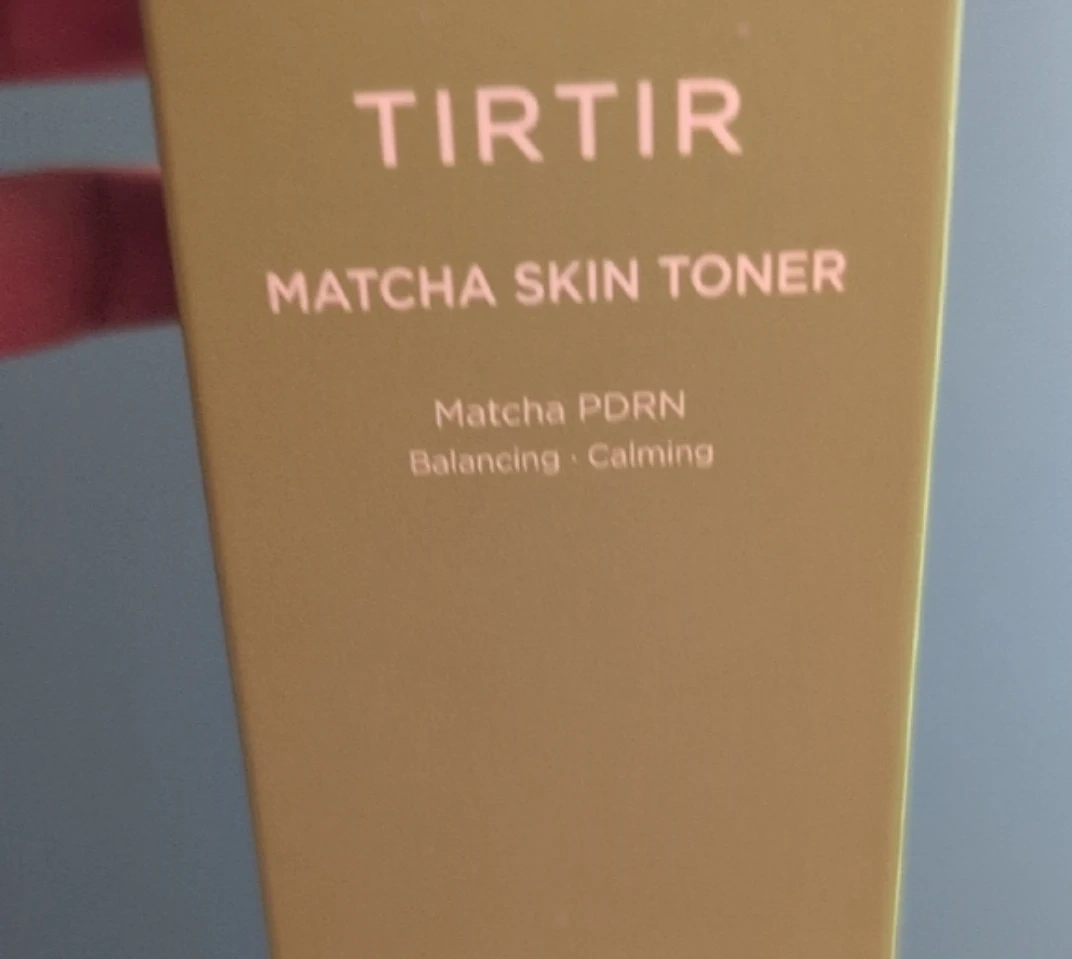 TIRTIR
MATCHA SKIN TONER
Matcha PDRN
Balancing · Calming